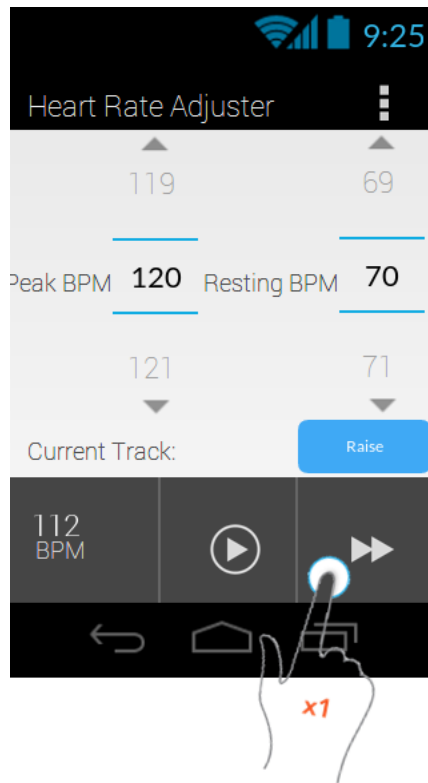 9:25
Heart Rate Adjuster
119 69
Peak BPM 120 Resting BPM 70
121 71
Current Track: Raise
112
BPM
x1